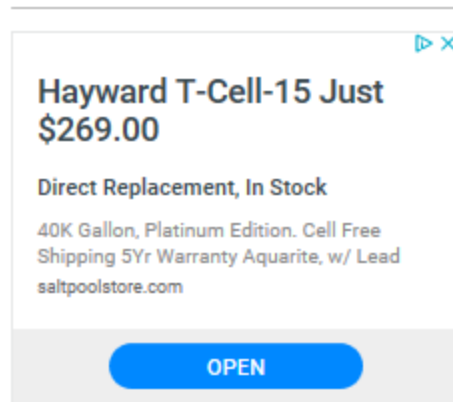 Hayward T-Cell-15 Just
$269.00
Direct Replacement, In Stock
40K Gallon, Platinum Edition. Cell Free
Shipping 5Yr Warranty Aquarite, w/ Lead
saltpoolstore.com
OPEN